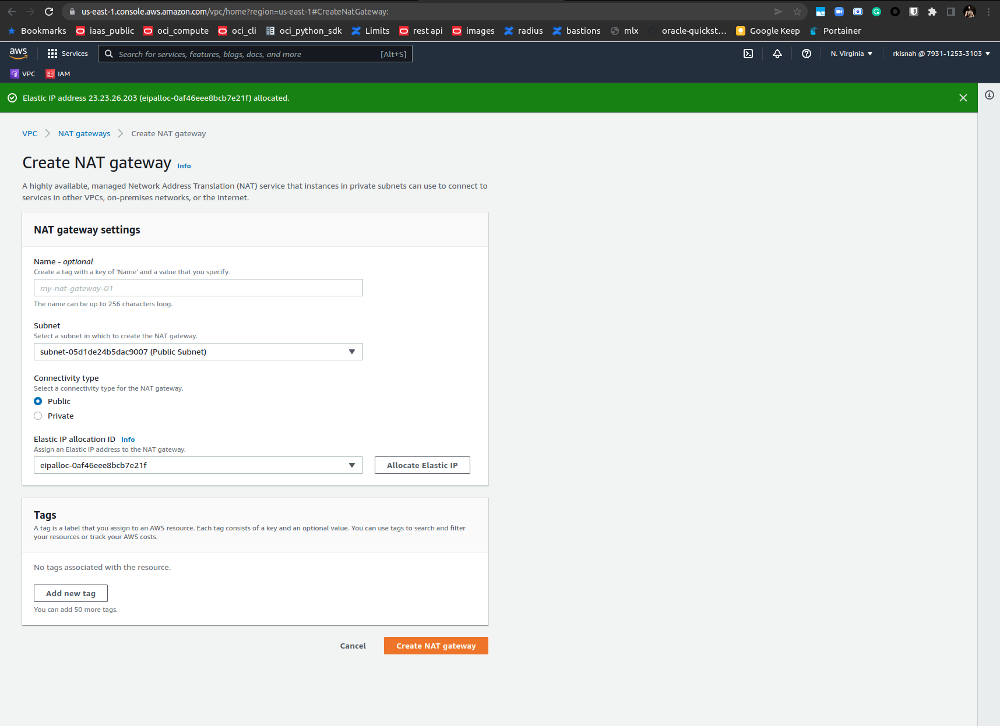 us-east-1.console.aws.amazon.com/vpc/home?region=us-east-1#CreateNatGateway:
Bookmarks iaas_public oci_compute oci_cli oci_python_sdk Limits rest api images radius bastions mlx oracle-quickst... Google Keep Portainer
aws Services Search for services, features, blogs, docs, and more [Alt+S] N. Virginia rkisnah @ 7931-1253-3103
VPC IAM
Elastic IP address 23.23.26.203 (eipalloc-0af46eee8bcb7e21f) allocated.
VPC NAT gateways Create NAT gateway
Create NAT gateway Info
A highly available, managed Network Address Translation (NAT) service that instances in private subnets can use to connect to
services in other VPCs, on-premises networks, or the internet.
NAT gateway settings
Name - optional
Create a tag with a key of 'Name' and a value that you specify.
my-nat-gateway-01
The name can be up to 256 characters long.
Subnet
Select a subnet in which to create the NAT gateway.
subnet-05d1de24b5dac9007 (Public Subnet)
Connectivity type
Select a connectivity type for the NAT gateway.
Public
Private
Elastic IP allocation ID Info
Assign an Elastic IP address to the NAT gateway.
eipalloc-0af46eee8bcb7e21f Allocate Elastic IP
Tags
A tag is a label that you assign to an AWS resource. Each tag consists of a key and an optional value. You can use tags to search and filter
your resources or track your AWS costs.
No tags associated with the resource.
Add new tag
You can add 50 more tags.
Cancel Create NAT gateway